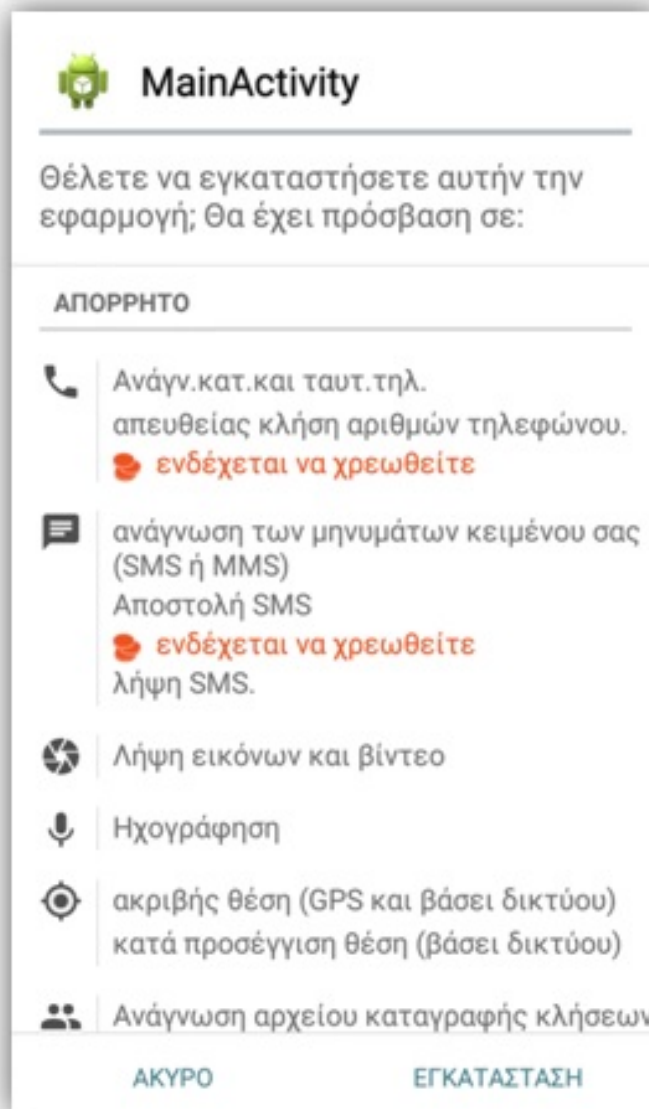 MainActivity
Θέλετε να εγκαταστήσετε αυτήν την
εφαρμογή; Θα έχει πρόσβαση σε:
ΑΠΟΡΡΗΤΟ
Ανάγν.κατ.και ταυτ.τηλ.
απευθείας κλήση αριθμών τηλεφώνου.
ενδέχεται να χρεωθείτε
ανάγνωση των μηνυμάτων κειμένου σας
(SMS ή MMS)
Αποστολή SMS
ενδέχεται να χρεωθείτε
λήψη SMS.
Λήψη εικόνων και βίντεο
Ηχογράφηση
ακριβής θέση (GPS και βάσει δικτύου)
κατά προσέγγιση θέση (βάσει δικτύου)
Ανάγνωση αρχείου καταγραφής κλήσεων
ΑΚΥΡΟ ΕΓΚΑΤΑΣΤΑΣΗ